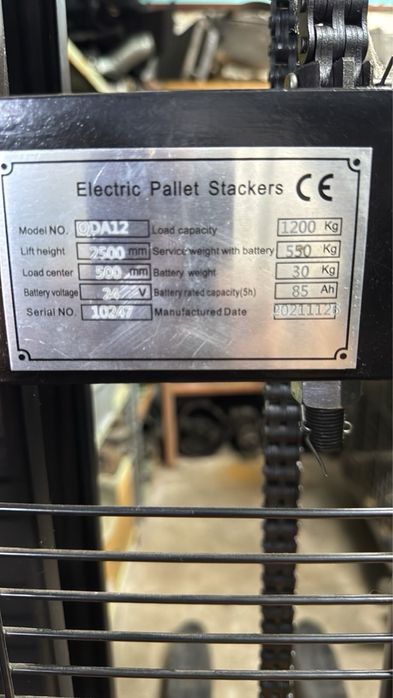 Electric Pallet Stackers CE
Model NO. QDA12 Load capacity 1200 Kg
Lift height 2500 mm Service weight with battery 550 Kg
Load center 500 mm Battery weight 30 Kg
Battery voltage 24 V Battery rated capacity(5h) 85 Ah
Serial NO. 10247 Manufactured Date